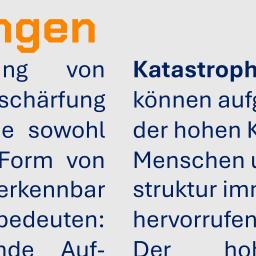 ngen
ng von
schärfung
e sowohl
Form von
erkennbar
bedeuten:
nde Auf-
Katastroph
können aufg
der hohen K
Menschen u
struktur im
hervorrufen
Der hoh